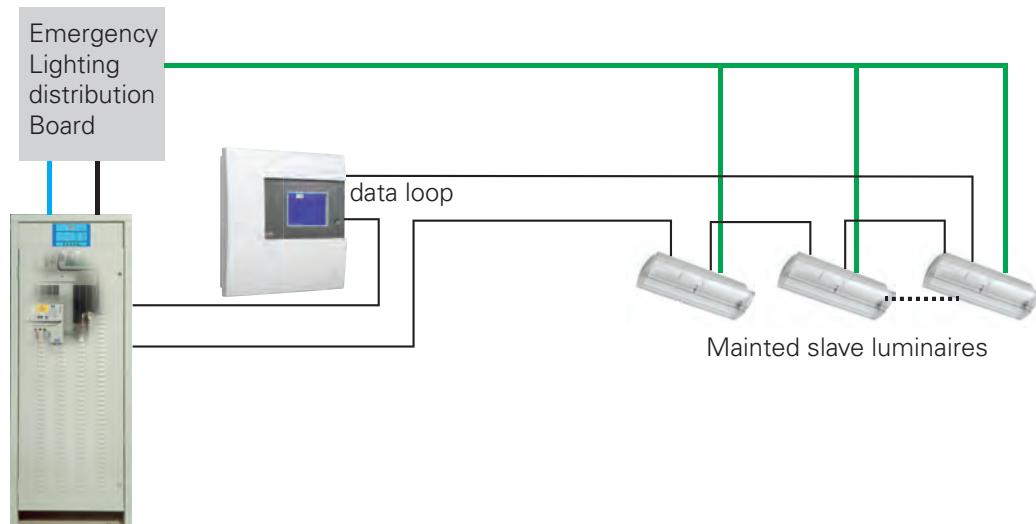 Emergency
Lighting
distribution
Board
data loop
Mainted slave luminaires